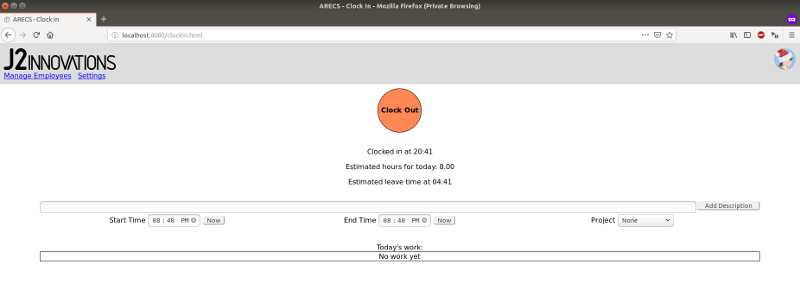 ARECS - Clock In - Mozilla Firefox (Private Browsing)
ARECS - Clock In
localhost:8080/clockin.html
J2INNOVATIONS
Manage Employees Settings
Clock Out
Clocked in at 20:41
Estimated hours for today: 8.00
Estimated leave time at 04:41
Add Description
Start Time 08:40 PM Now End Time 08:40 PM Now Project None
Today's work:
No work yet